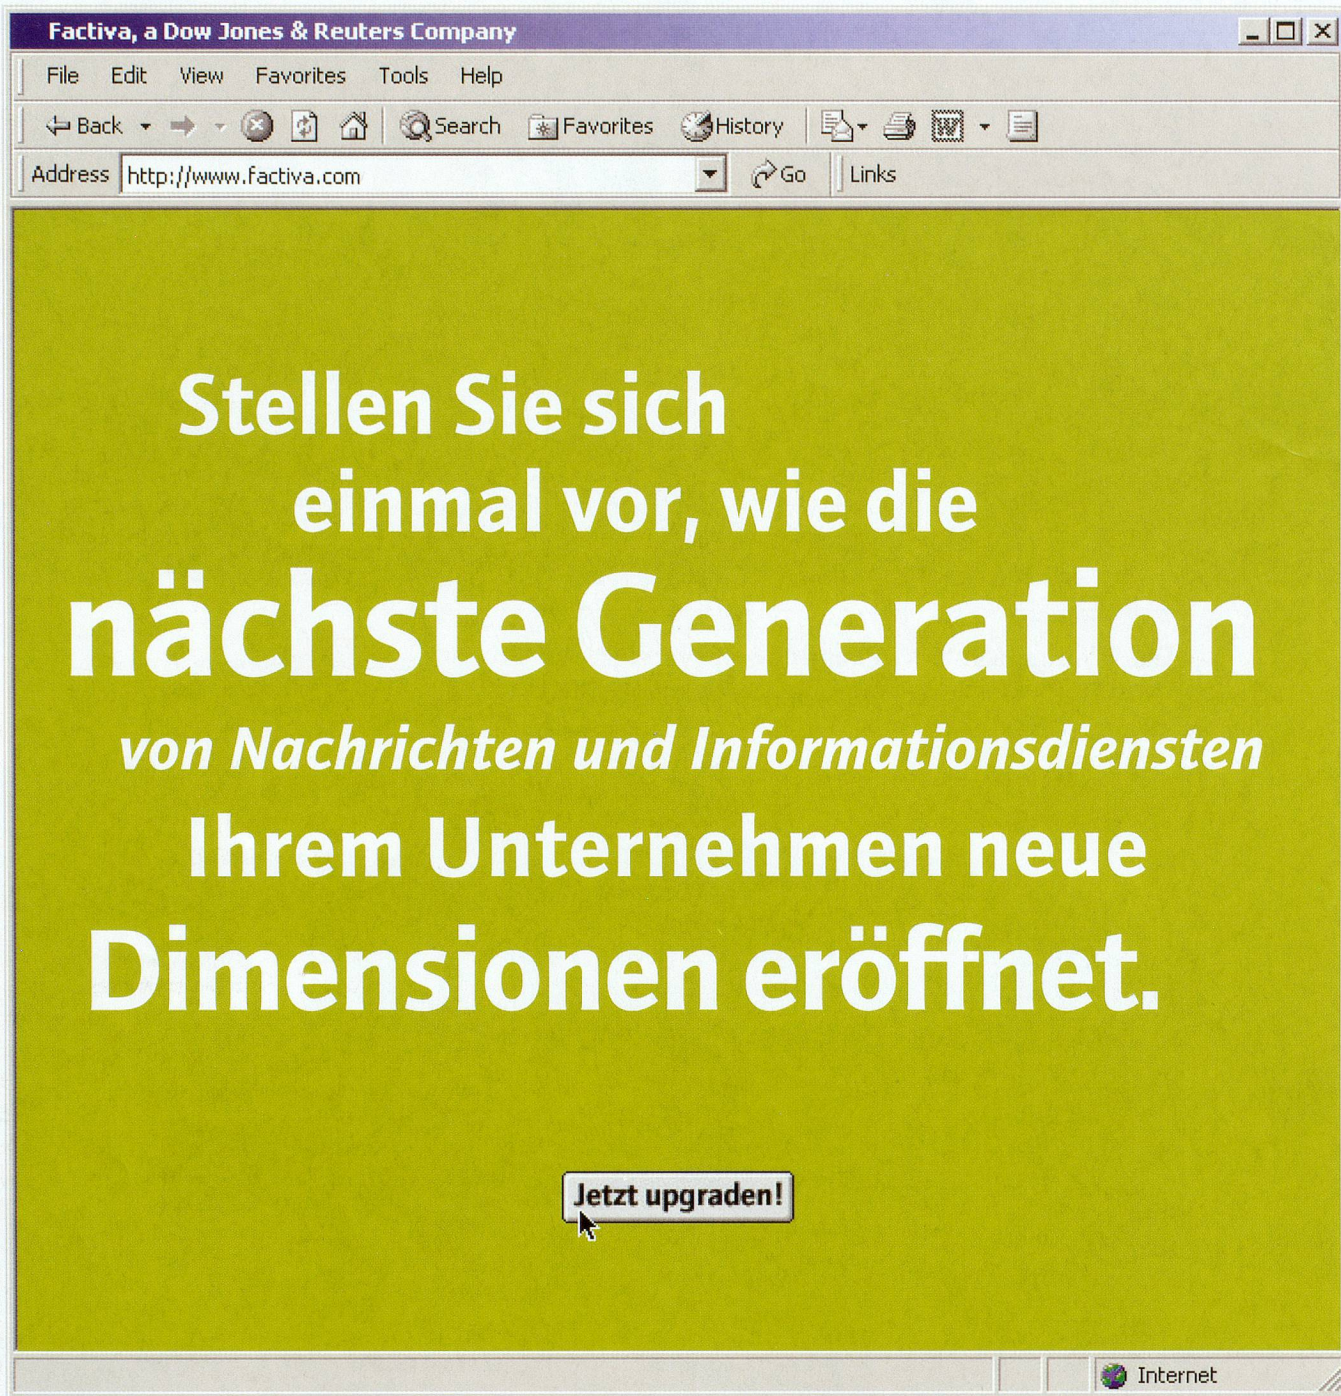 Factiva, a Dow Jones & Reuters Company
File Edit View Favorites Tools Help
Back Search Favorites History
Address http://www.factiva.com Go Links
Stellen Sie sich
einmal vor, wie die
nächste Generation
von Nachrichten und Informationsdiensten
Ihrem Unternehmen neue
Dimensionen eröffnet.
Jetzt upgraden!
Internet